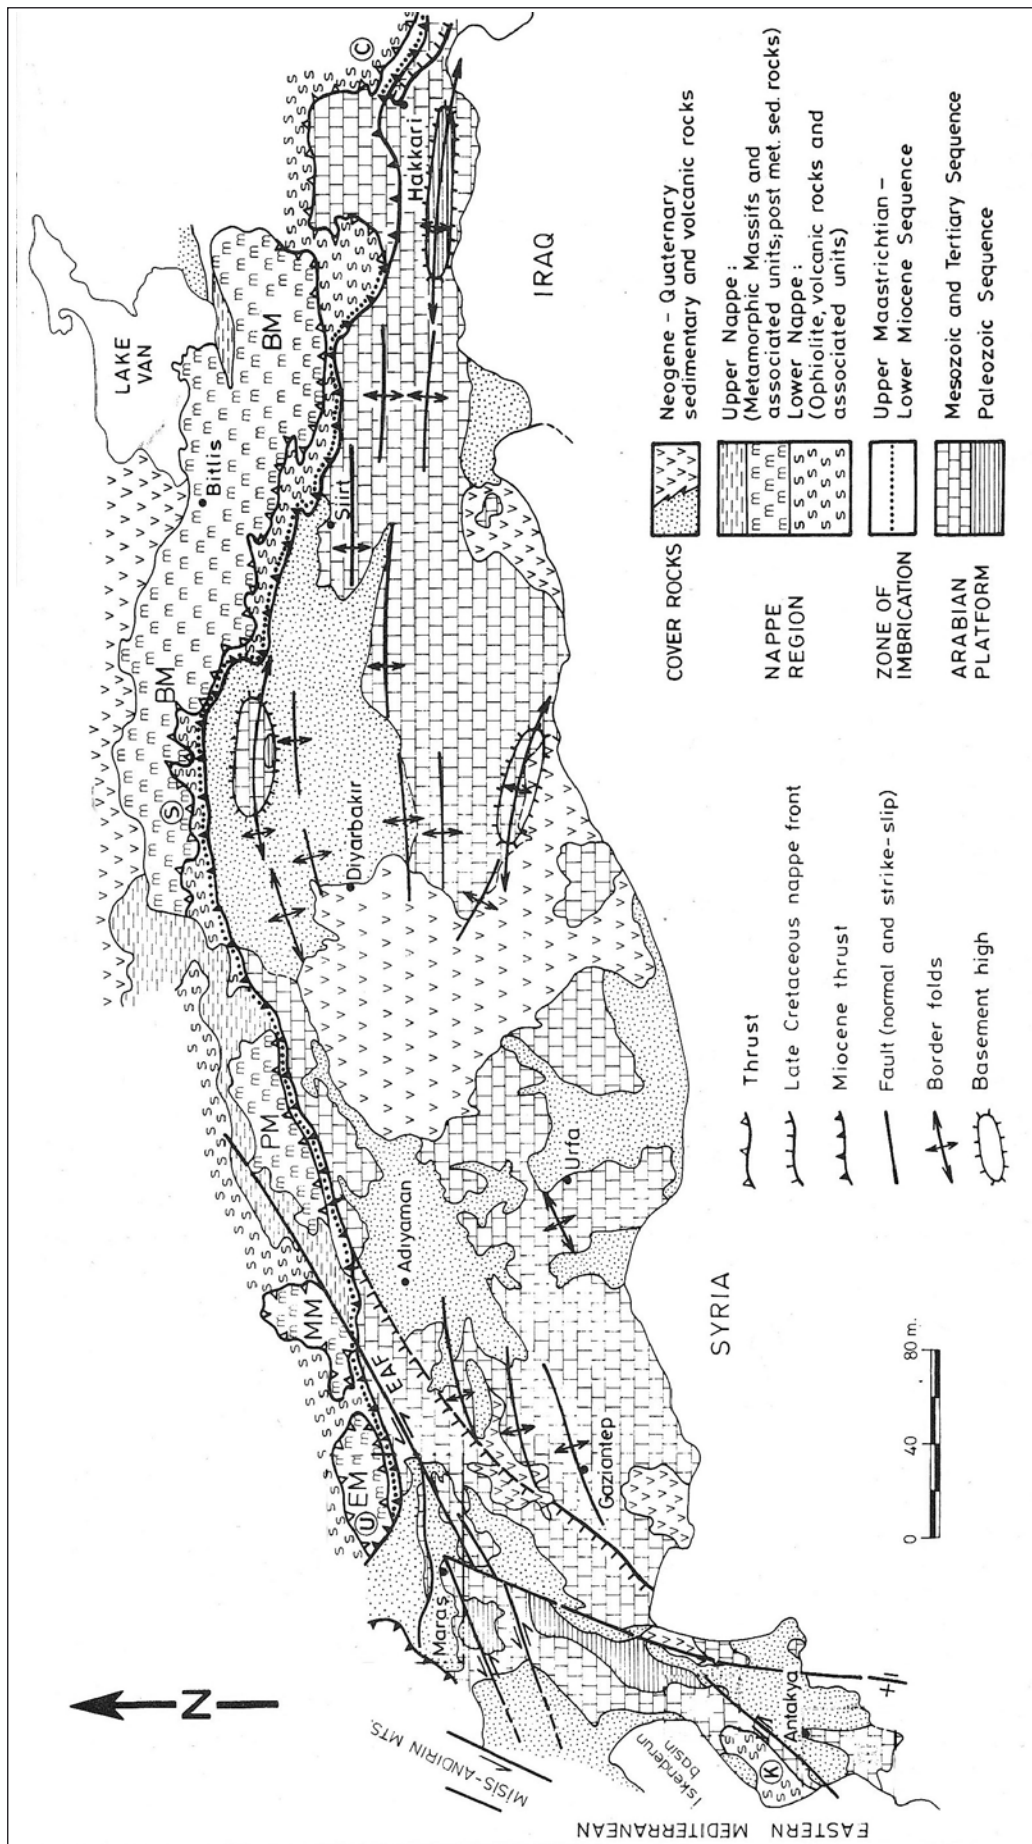 N
LAKE
VAN
Bitlis
BM
BM
S
C
Hakkari
Siirt
IRAQ
Diyarbakır
PM
MM
EM
U
EAF
Adıyaman
Urfa
SYRIA
Gaziantep
Maraş
MİSİS-ANDIRIN MTS.
İskenderun
basin
K
Antakya
+
-
EASTERN MEDITERRANEAN
0 40 80 m.
Thrust
Late Cretaceous nappe front
Miocene thrust
Fault (normal and strike-slip)
Border folds
Basement high
COVER ROCKS
Neogene - Quaternary
sedimentary and volcanic rocks
NAPPE
REGION
Upper Nappe :
(Metamorphic Massifs and
associated units; post met. sed. rocks)
Lower Nappe :
(Ophiolite, volcanic rocks and
associated units)
ZONE OF
IMBRICATION
Upper Maastrichtian -
Lower Miocene Sequence
ARABIAN
PLATFORM
Mesozoic and Tertiary Sequence
Paleozoic Sequence